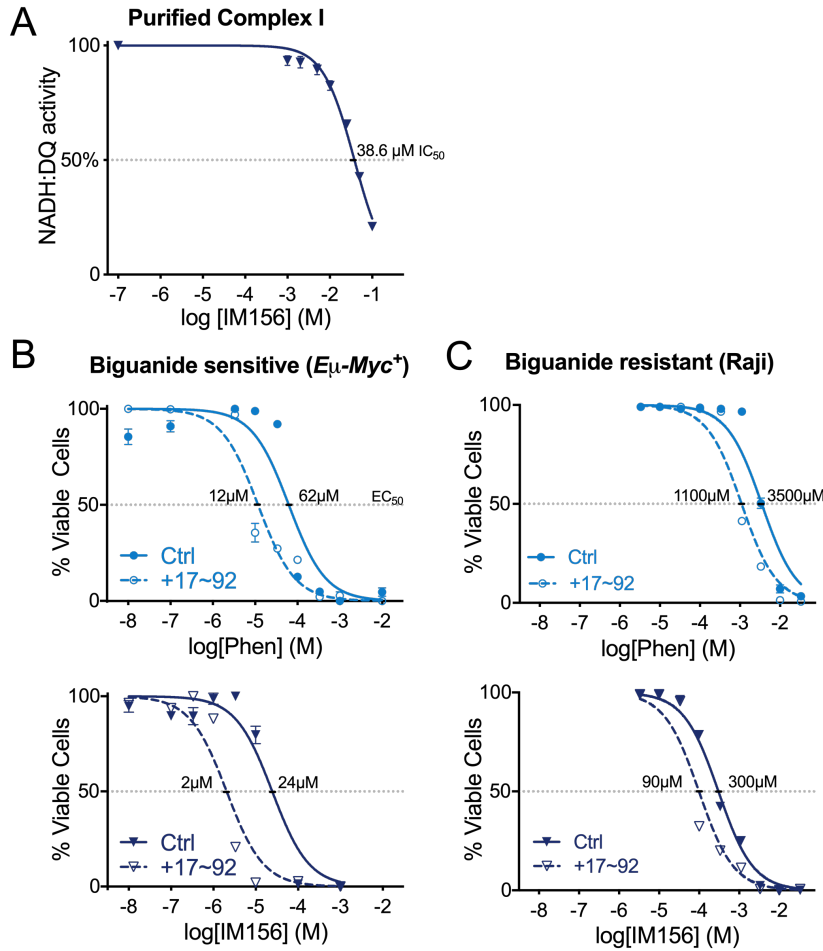 A
Purified Complex I
NADH:DQ activity
100
50%
0
38.6 µM IC50
-7 -6 -5 -4 -3 -2 -1
log [IM156] (M)
B
Biguanide sensitive (Eµ-Myc+)
% Viable Cells
100
50
0
12µM 62µM EC50
Ctrl
+17~92
-8 -7 -6 -5 -4 -3 -2
log[Phen] (M)
% Viable Cells
100
50
0
2µM 24µM
Ctrl
+17~92
-8 -7 -6 -5 -4 -3 -2
log[IM156] (M)
C
Biguanide resistant (Raji)
% Viable Cells
100
50
0
1100µM 3500µM
Ctrl
+17~92
-8 -7 -6 -5 -4 -3 -2
log[Phen] (M)
% Viable Cells
100
50
0
90µM 300µM
Ctrl
+17~92
-8 -7 -6 -5 -4 -3 -2
log[IM156] (M)